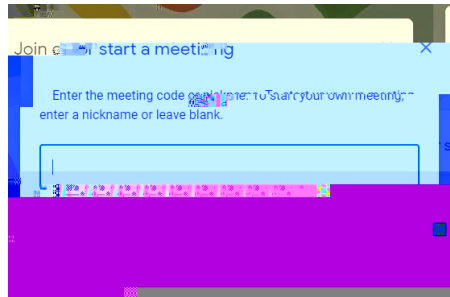 Join or start a meeting
Enter the meeting code or nickname. To start your own meeting,
enter a nickname or leave blank.